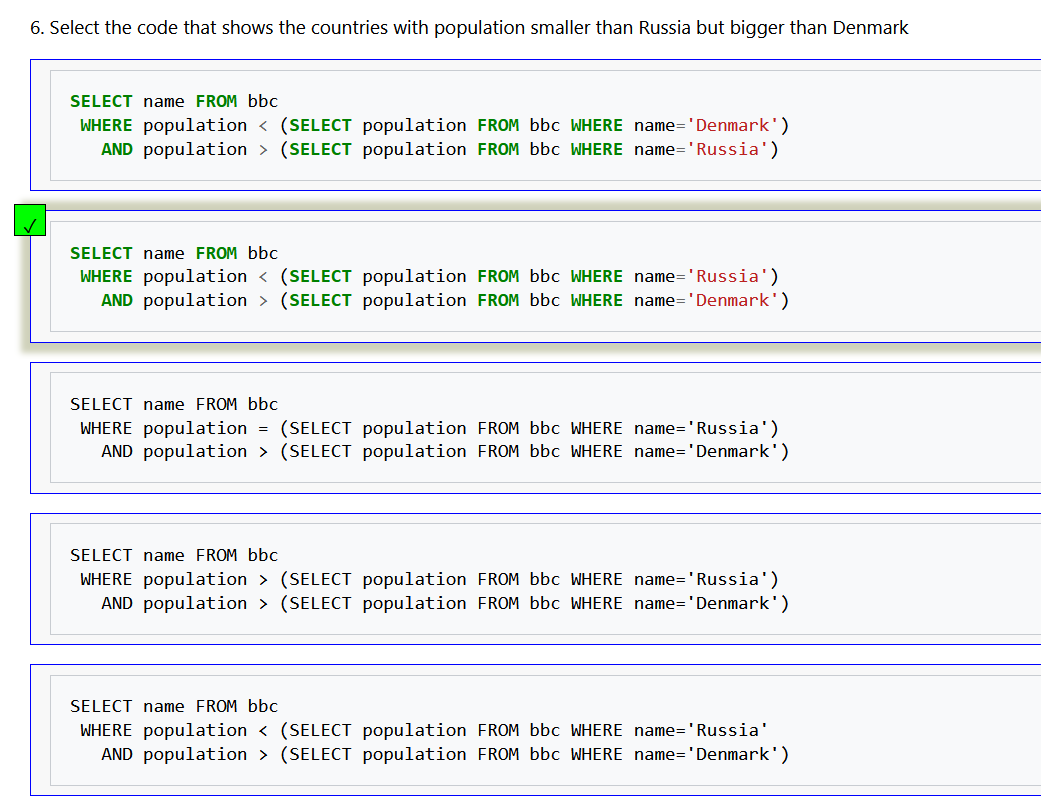 6. Select the code that shows the countries with population smaller than Russia but bigger than Denmark
SELECT name FROM bbc
WHERE population < (SELECT population FROM bbc WHERE name='Denmark')
AND population > (SELECT population FROM bbc WHERE name='Russia')
✓
SELECT name FROM bbc
WHERE population < (SELECT population FROM bbc WHERE name='Russia')
AND population > (SELECT population FROM bbc WHERE name='Denmark')
SELECT name FROM bbc
WHERE population = (SELECT population FROM bbc WHERE name='Russia')
AND population > (SELECT population FROM bbc WHERE name='Denmark')
SELECT name FROM bbc
WHERE population > (SELECT population FROM bbc WHERE name='Russia')
AND population > (SELECT population FROM bbc WHERE name='Denmark')
SELECT name FROM bbc
WHERE population < (SELECT population FROM bbc WHERE name='Russia'
AND population > (SELECT population FROM bbc WHERE name='Denmark')